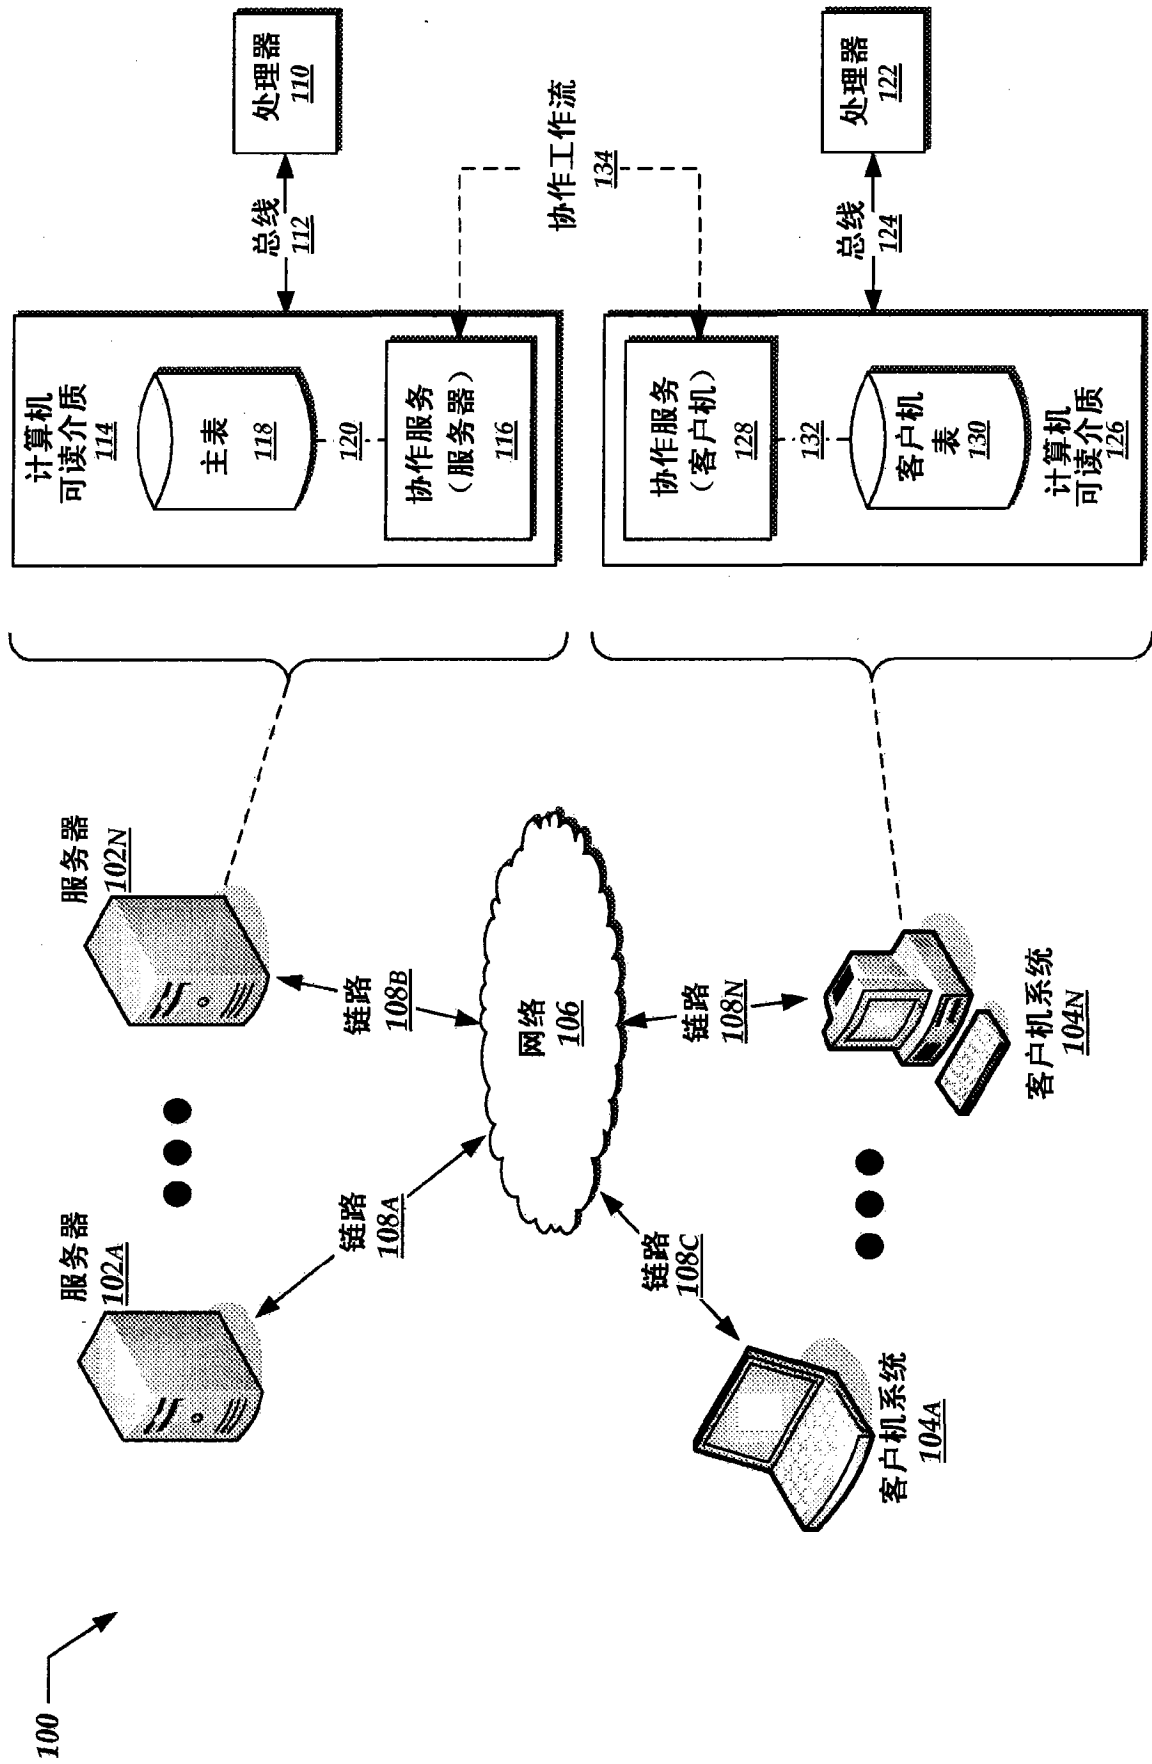 100
服务器
102A
服务器
102N
链路
108A
链路
108B
网络
106
链路
108C
链路
108N
客户机系统
104A
客户机系统
104N
计算机
可读介质
114
主表
118
120
协作服务
（服务器）
116
总线
112
处理器
110
协作工作流
134
协作服务
（客户机）
128
132
客户机
表
130
计算机
可读介质
126
总线
124
处理器
122